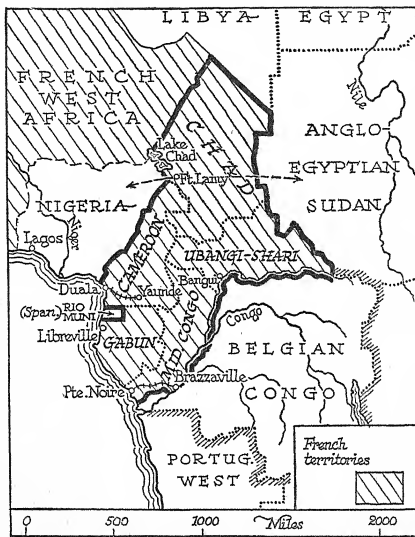 LIBYA
EGYPT
FRENCH
WEST
AFRICA
Nile
Lake
Chad
CHAD
ANGLO-
EGYPTIAN
SUDAN
Ft. Lamy
NIGERIA
Niger
Lagos
CAMEROON
UBANGI-SHARI
Duala
Yaunde
Bangui
(Span.) RIO
MUNI
MID CONGO
Congo
Libreville
GABUN
BELGIAN
CONGO
Pte. Noire
Brazzaville
PORTUG.
WEST
French
territories
0 500 1000 Miles 2000